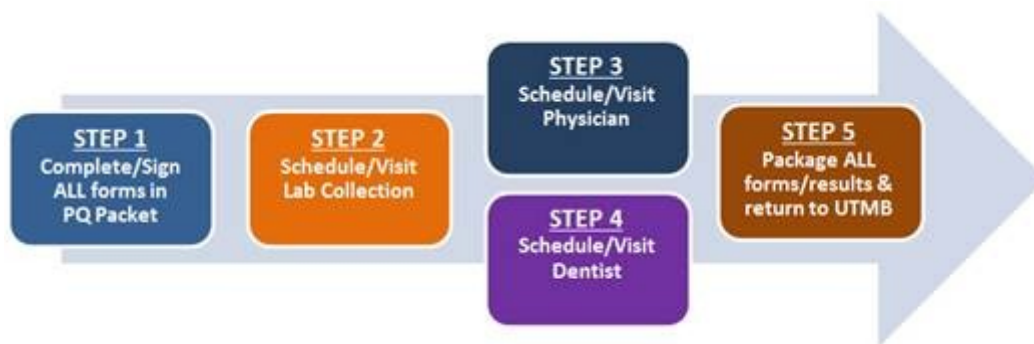 STEP 1
Complete/Sign
ALL forms in
PQ Packet
STEP 2
Schedule/Visit
Lab Collection
STEP 3
Schedule/Visit
Physician
STEP 4
Schedule/Visit
Dentist
STEP 5
Package ALL
forms/results &
return to UTMB